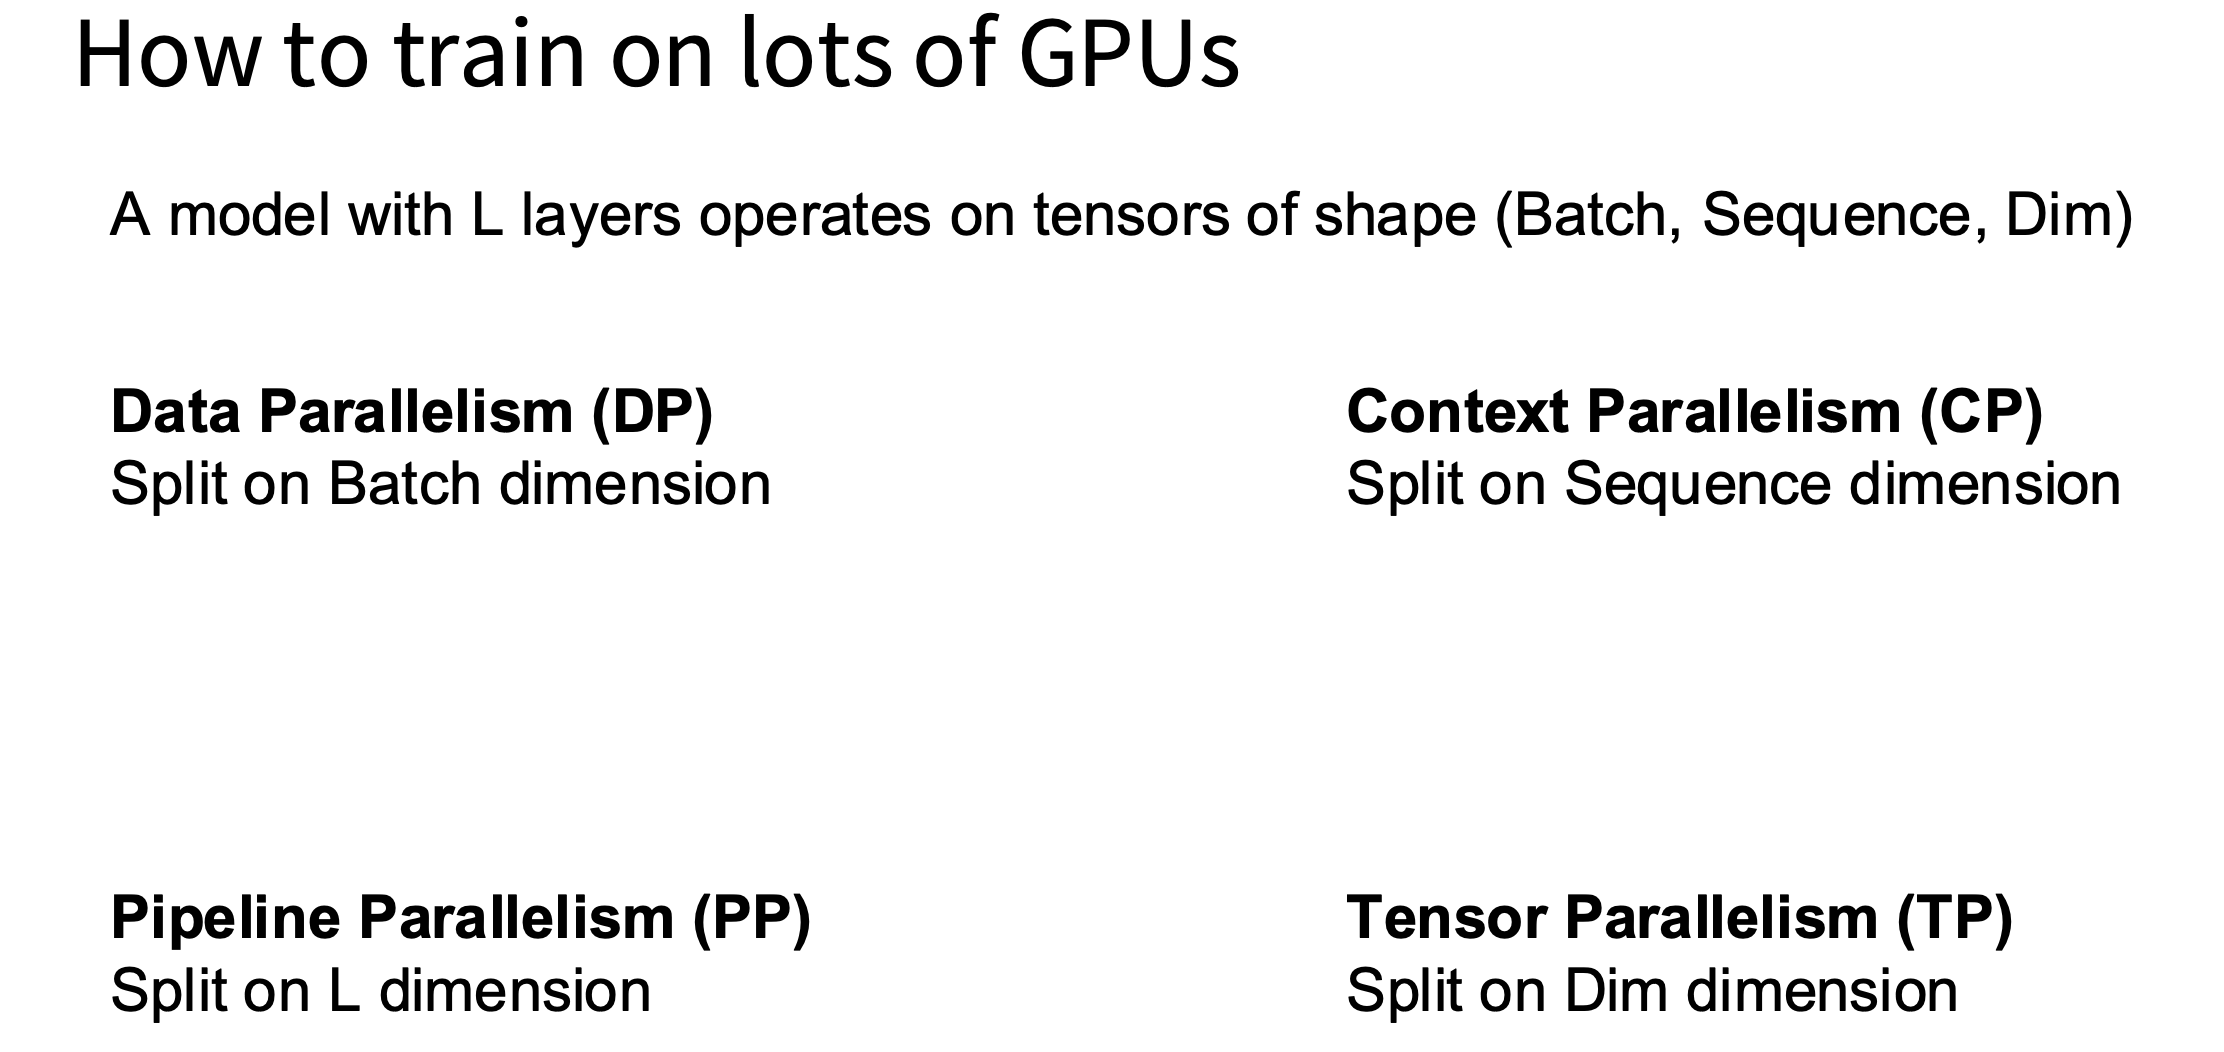 How to train on lots of GPUs
A model with L layers operates on tensors of shape (Batch, Sequence, Dim)
Data Parallelism (DP)
Split on Batch dimension
Context Parallelism (CP)
Split on Sequence dimension
Pipeline Parallelism (PP)
Split on L dimension
Tensor Parallelism (TP)
Split on Dim dimension